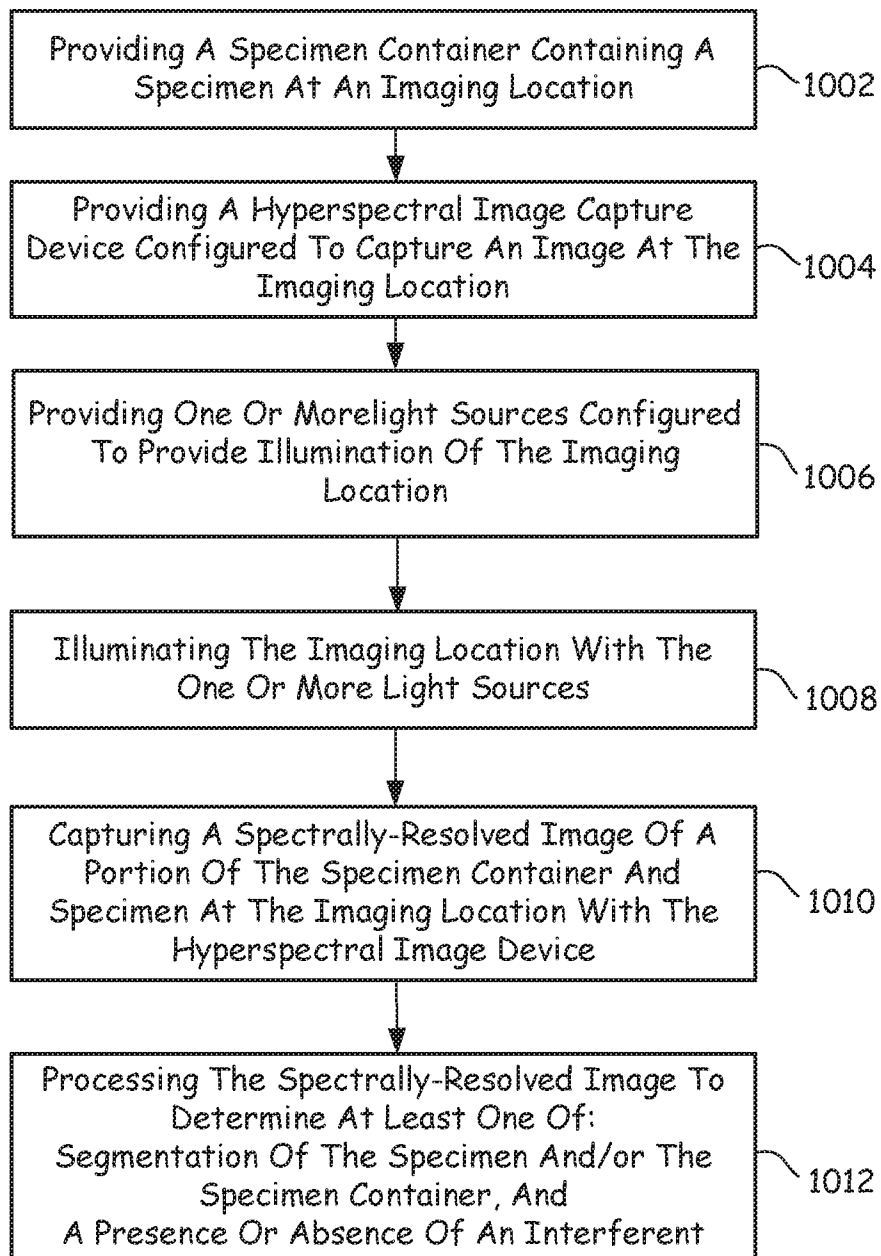 Providing A Specimen Container Containing A
Specimen At An Imaging Location
1002
Providing A Hyperspectral Image Capture
Device Configured To Capture An Image At The
Imaging Location
1004
Providing One Or Morelight Sources Configured
To Provide Illumination Of The Imaging
Location
1006
Illuminating The Imaging Location With The
One Or More Light Sources
1008
Capturing A Spectrally-Resolved Image Of A
Portion Of The Specimen Container And
Specimen At The Imaging Location With The
Hyperspectral Image Device
1010
Processing The Spectrally-Resolved Image To
Determine At Least One Of:
Segmentation Of The Specimen And/or The
Specimen Container, And
A Presence Or Absence Of An Interferent
1012